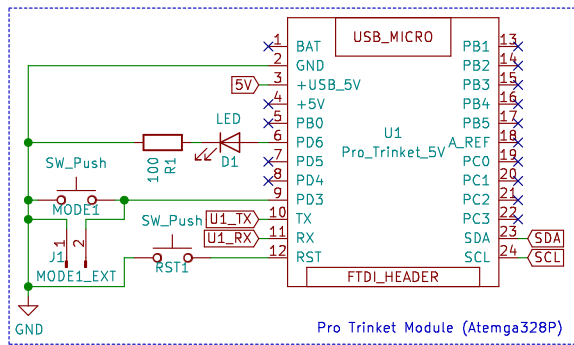 USB_MICRO
1 BAT
2 GND
5V 3 +USB_5V
4 +5V
5 PB0
LED
100 R1
D1
6 PD6
7 PD5
8 PD4
SW_Push
MODE1
9 PD3
U1_TX 10 TX
U1_RX 11 RX
12 RST
J1 1 2
MODE1_EXT
SW_Push
RST1
GND
U1
Pro_Trinket_5V
PB1 13
PB2 14
PB3 15
PB4 16
PB5 17
A_REF 18
PC0 19
PC1 20
PC2 21
PC3 22
SDA 23 SDA
SCL 24 SCL
FTDI_HEADER
Pro Trinket Module (Atemga328P)